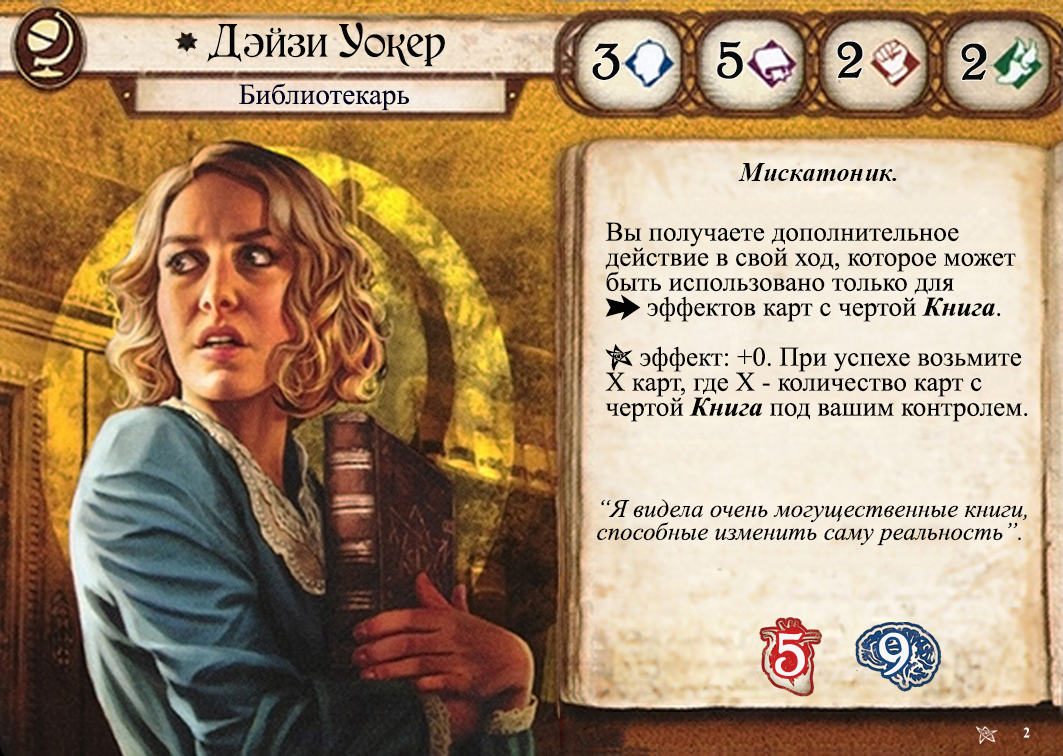 Дэйзи Уокер
Библиотекарь
3 5 2 2
Мискатоник.
Вы получаете дополнительное
действие в свой ход, которое может
быть использовано только для
эффектов карт с чертой Книга.
эффект: +0. При успехе возьмите
X карт, где X - количество карт с
чертой Книга под вашим контролем.
“Я видела очень могущественные книги,
способные изменить саму реальность”.
5 9
2